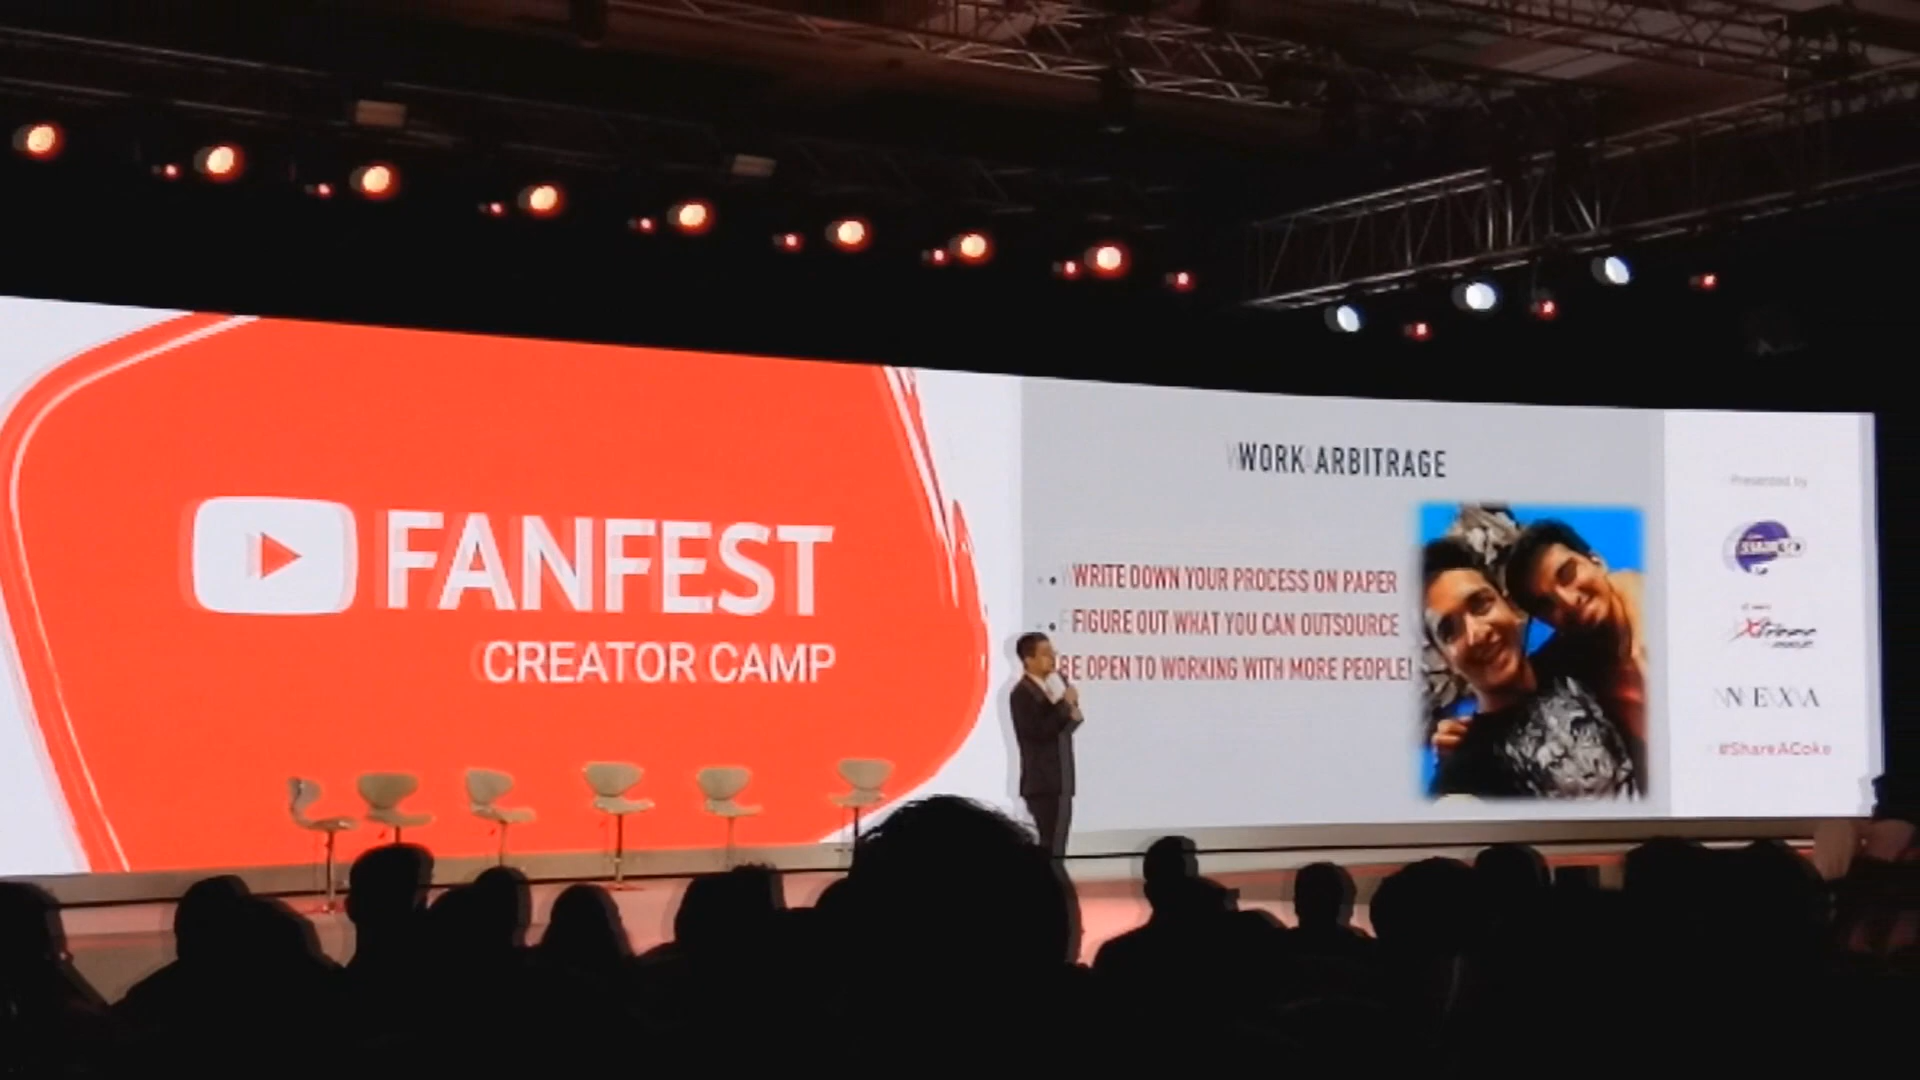 FANFEST
CREATOR CAMP
WORK ARBITRAGE
• WRITE DOWN YOUR PROCESS ON PAPER
• FIGURE OUT WHAT YOU CAN OUTSOURCE
BE OPEN TO WORKING WITH MORE PEOPLE!
Presented by
Xtreme
NEXA
#ShareACoke